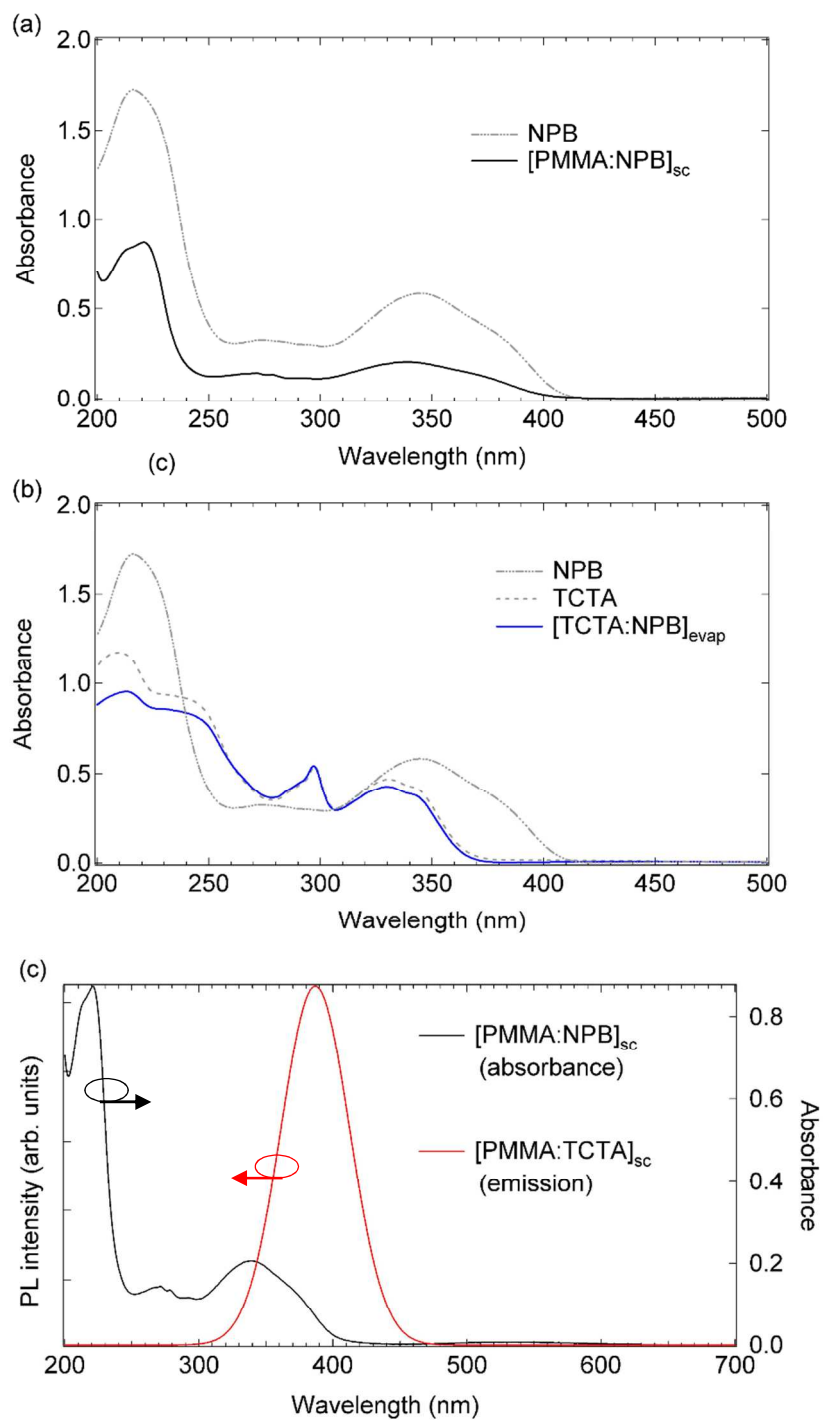 (a)
2.0
1.5
1.0
0.5
0.0
Absorbance
NPB
[PMMA:NPB]sc
200 250 300 350 400 450 500
Wavelength (nm)
(c)
(b)
2.0
1.5
1.0
0.5
0.0
Absorbance
NPB
TCTA
[TCTA:NPB]evap
200 250 300 350 400 450 500
Wavelength (nm)
(c)
PL intensity (arb. units)
[PMMA:NPB]sc
(absorbance)
[PMMA:TCTA]sc
(emission)
0.8
0.6
0.4
0.2
0.0
Absorbance
200 300 400 500 600 700
Wavelength (nm)